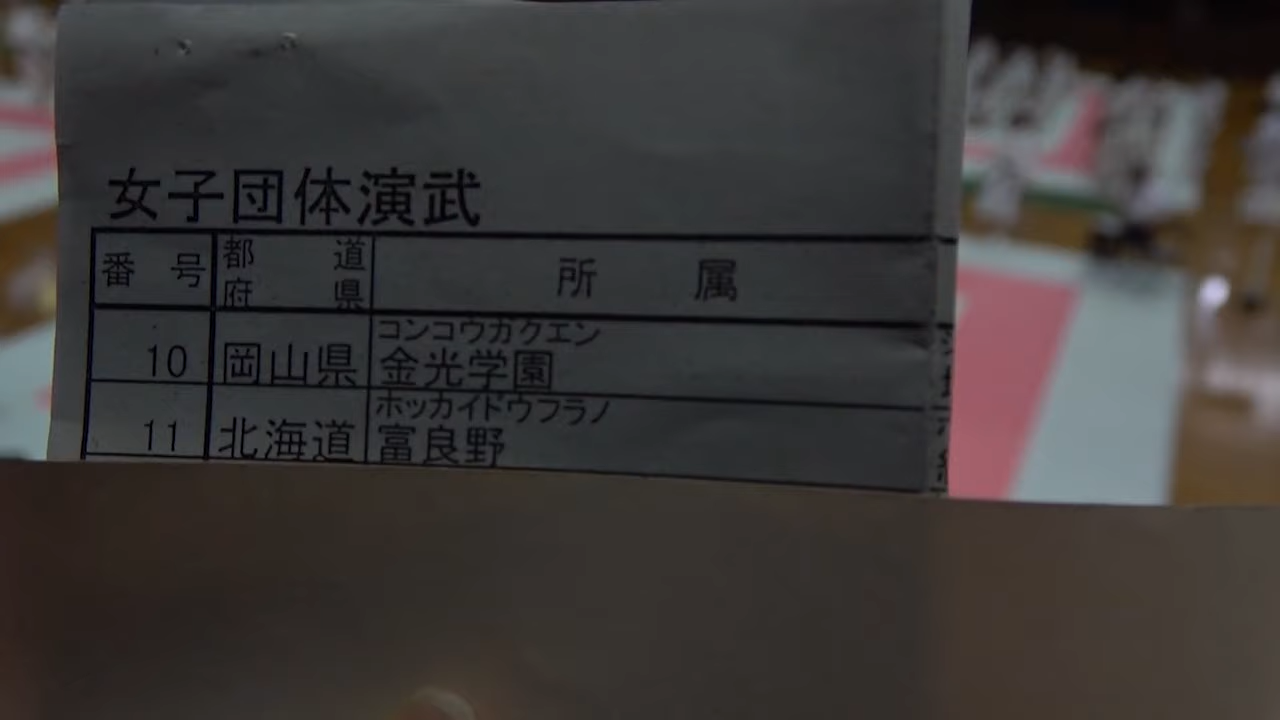 女子団体演武
番 号 都 道 府 県 所 属
コンコウガクエン
10 岡山県 金光学園
ホッカイドウフラノ
11 北海道 富良野